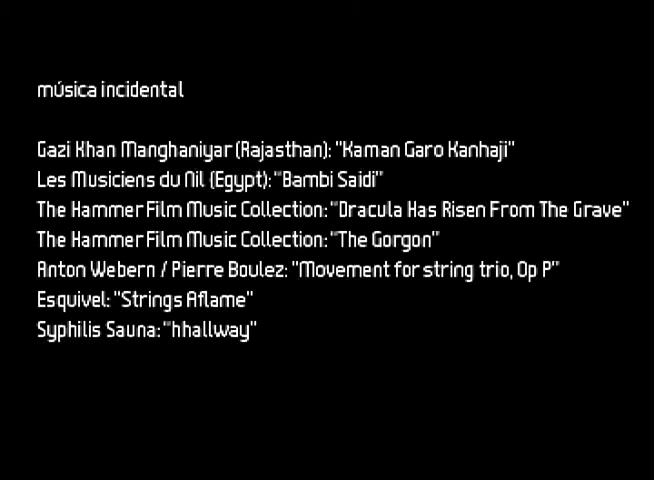 música incidental
Gazi Khan Manghaniyar (Rajasthan): "Kaman Garo Kanhaji"
Les Musiciens du Nil (Egypt): "Bambi Saidi"
The Hammer Film Music Collection: "Dracula Has Risen From The Grave"
The Hammer Film Music Collection: "The Gorgon"
Anton Webern / Pierre Boulez: "Movement for string trio, Op P"
Esquivel: "Strings Aflame"
Syphilis Sauna: "hhallway"